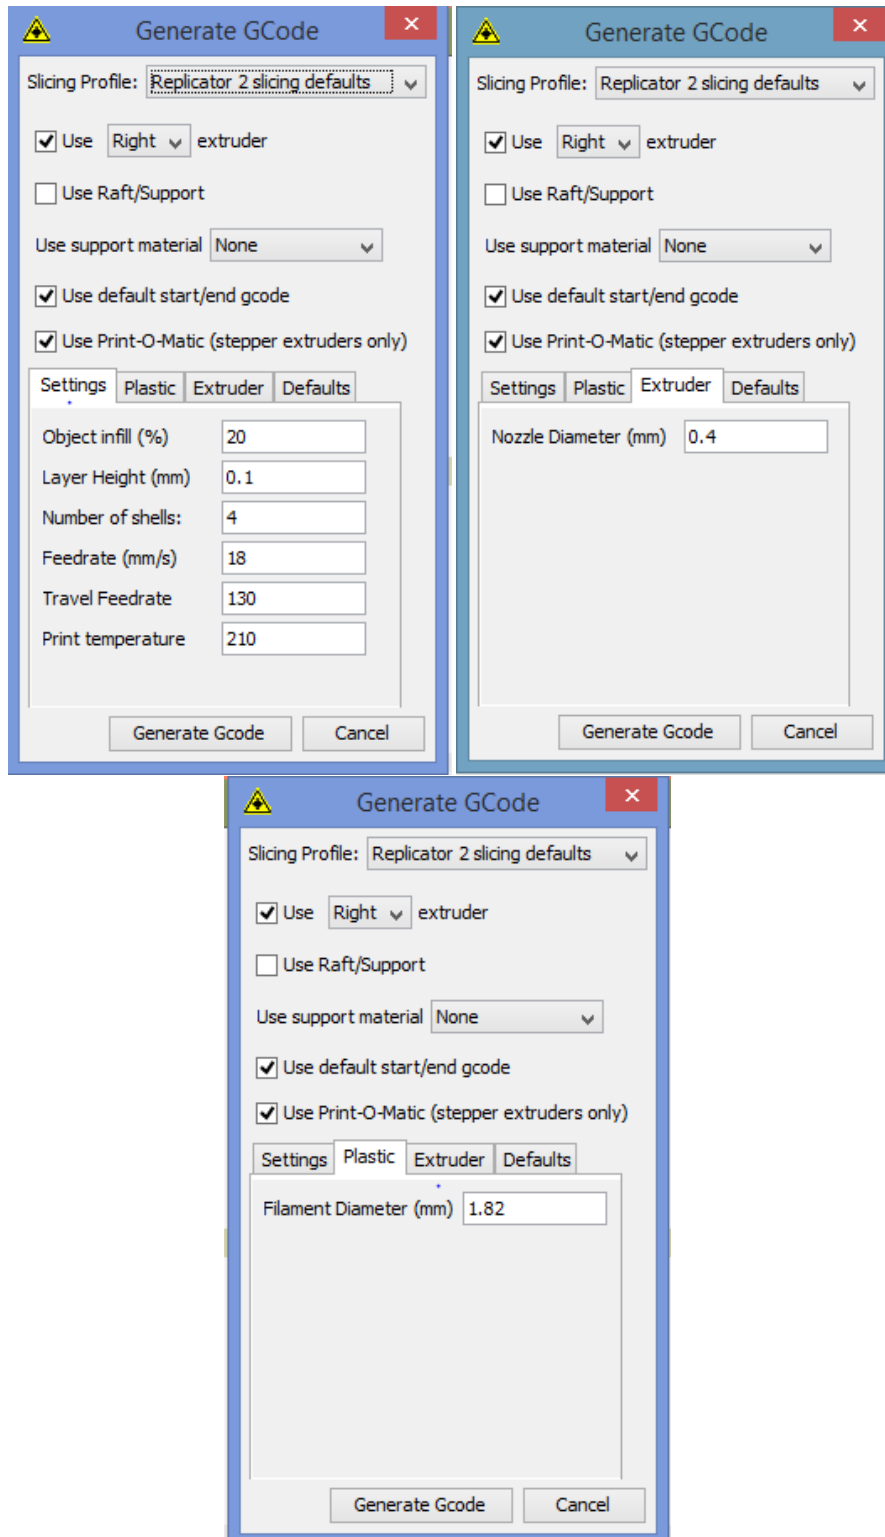 Generate GCode
Slicing Profile: Replicator 2 slicing defaults
Use Right extruder
Use Raft/Support
Use support material None
Use default start/end gcode
Use Print-O-Matic (stepper extruders only)
Settings Plastic Extruder Defaults
Object infill (%) 20
Layer Height (mm) 0.1
Number of shells: 4
Feedrate (mm/s) 18
Travel Feedrate 130
Print temperature 210
Generate Gcode Cancel
Generate GCode
Slicing Profile: Replicator 2 slicing defaults
Use Right extruder
Use Raft/Support
Use support material None
Use default start/end gcode
Use Print-O-Matic (stepper extruders only)
Settings Plastic Extruder Defaults
Nozzle Diameter (mm) 0.4
Generate Gcode Cancel
Generate GCode
Slicing Profile: Replicator 2 slicing defaults
Use Right extruder
Use Raft/Support
Use support material None
Use default start/end gcode
Use Print-O-Matic (stepper extruders only)
Settings Plastic Extruder Defaults
Filament Diameter (mm) 1.82
Generate Gcode Cancel